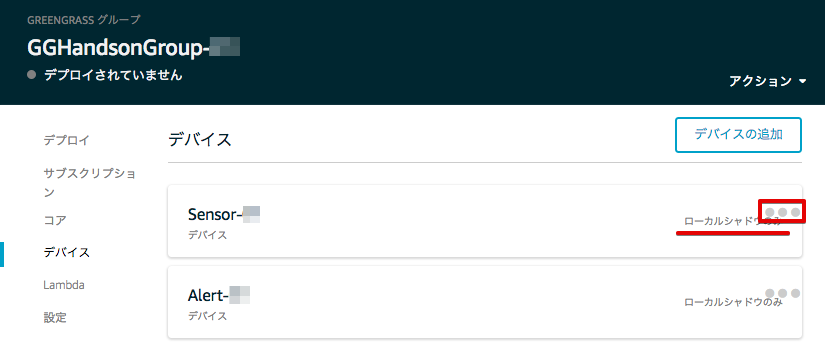 GREENGRASS グループ
GGHandsonGroup-
デプロイされていません
アクション
デプロイ
サブスクリプショ
ン
コア
デバイス
Lambda
設定
デバイス
デバイスの追加
Sensor-
デバイス
ローカルシャドウのみ
Alert-
デバイス
ローカルシャドウのみ